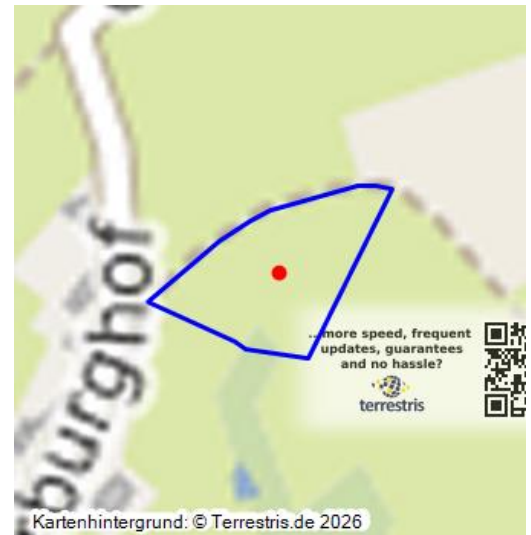 burghof
...more speed, frequent
updates, guarantees
and no hassle?
terrestris
Kartenhintergrund: © Terrestris.de 2026